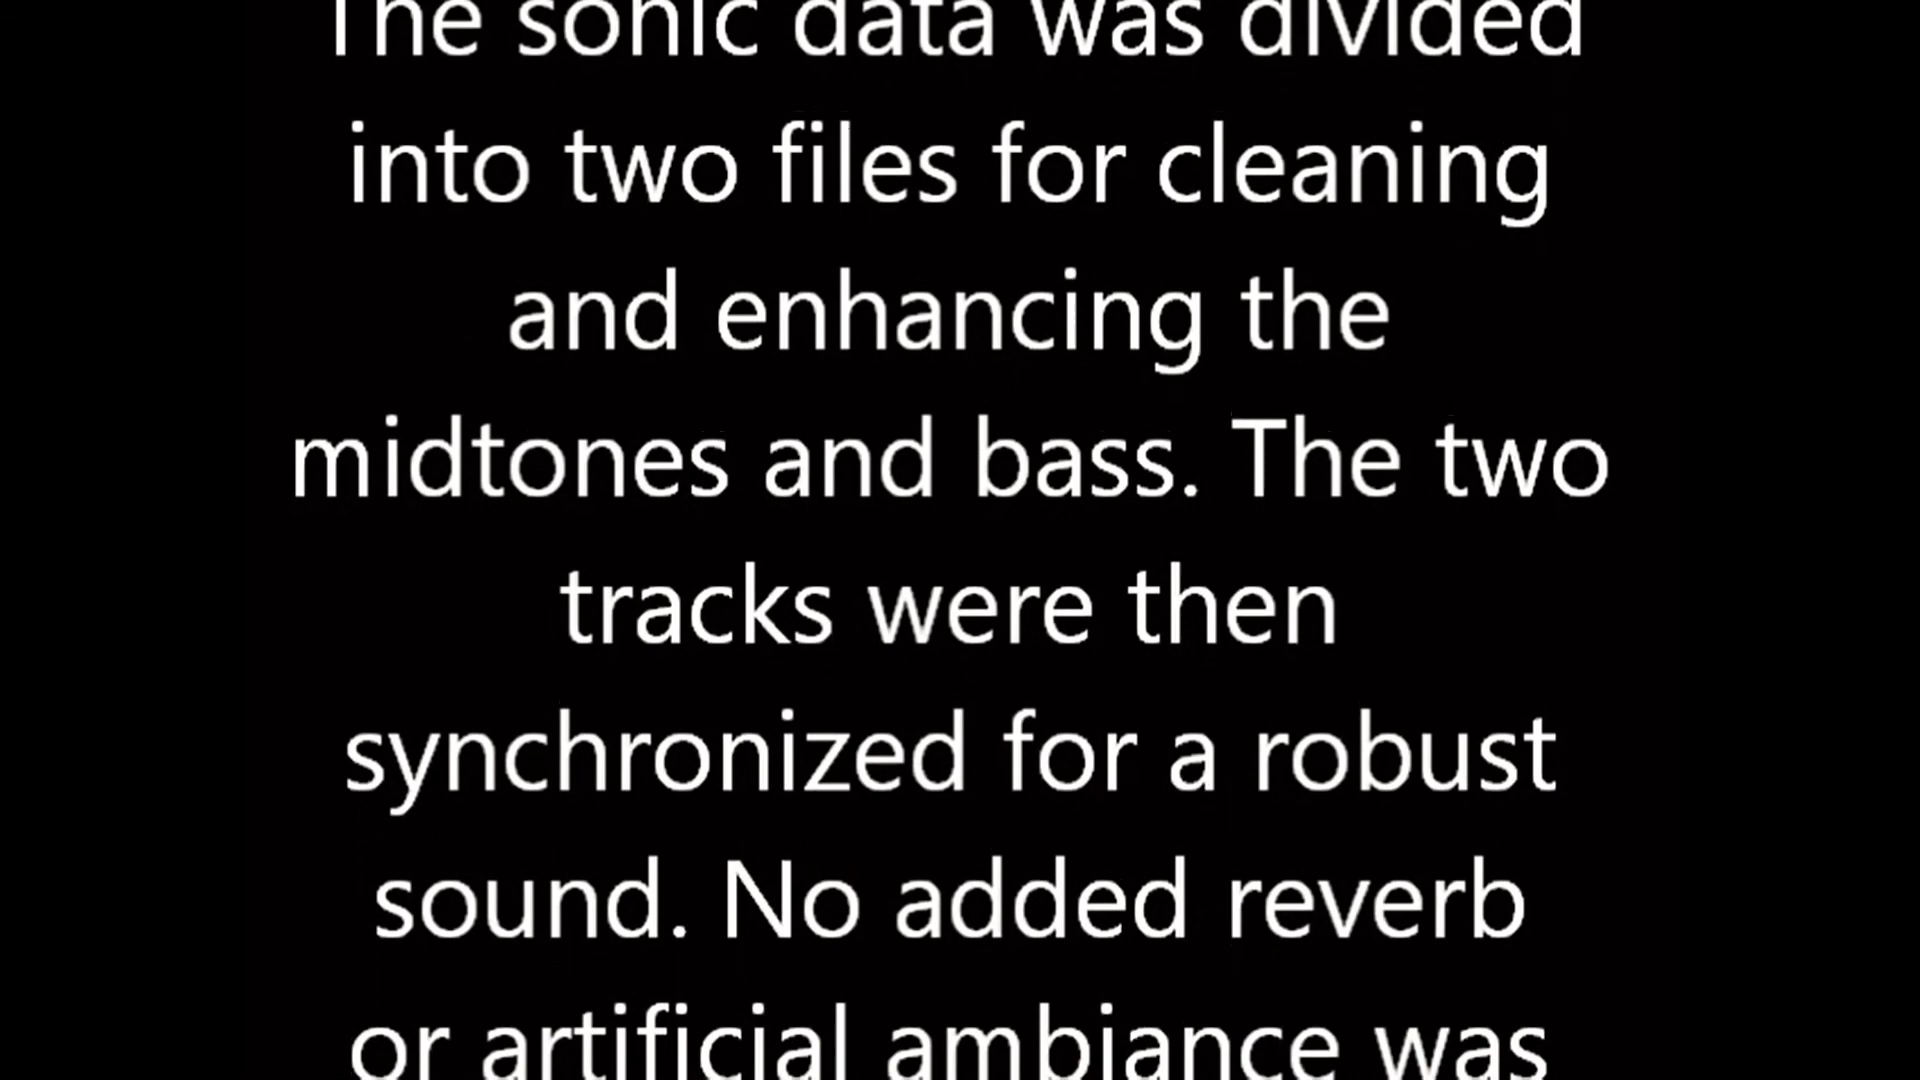 The sonic data was divided
into two files for cleaning
and enhancing the
midtones and bass. The two
tracks were then
synchronized for a robust
sound. No added reverb
or artificial ambiance was